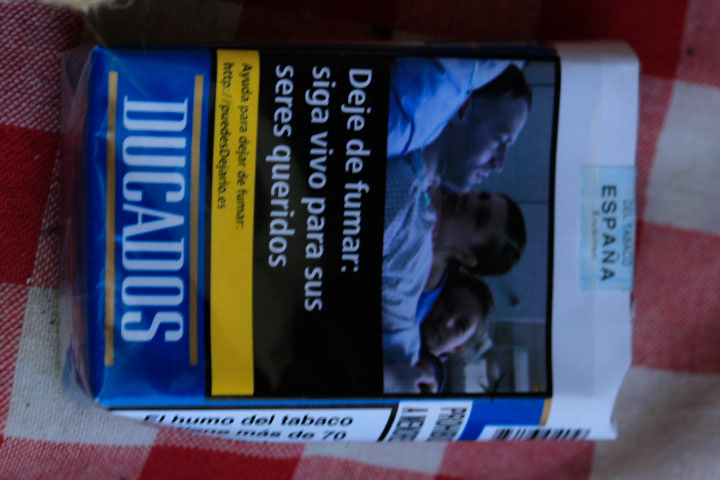 DEL TABACO
ESPAÑA
Deje de fumar:
siga vivo para sus
seres queridos
Ayuda para dejar de fumar:
http://puedesDejarlo.es
DUCADOS
El humo del tabaco
más de 70